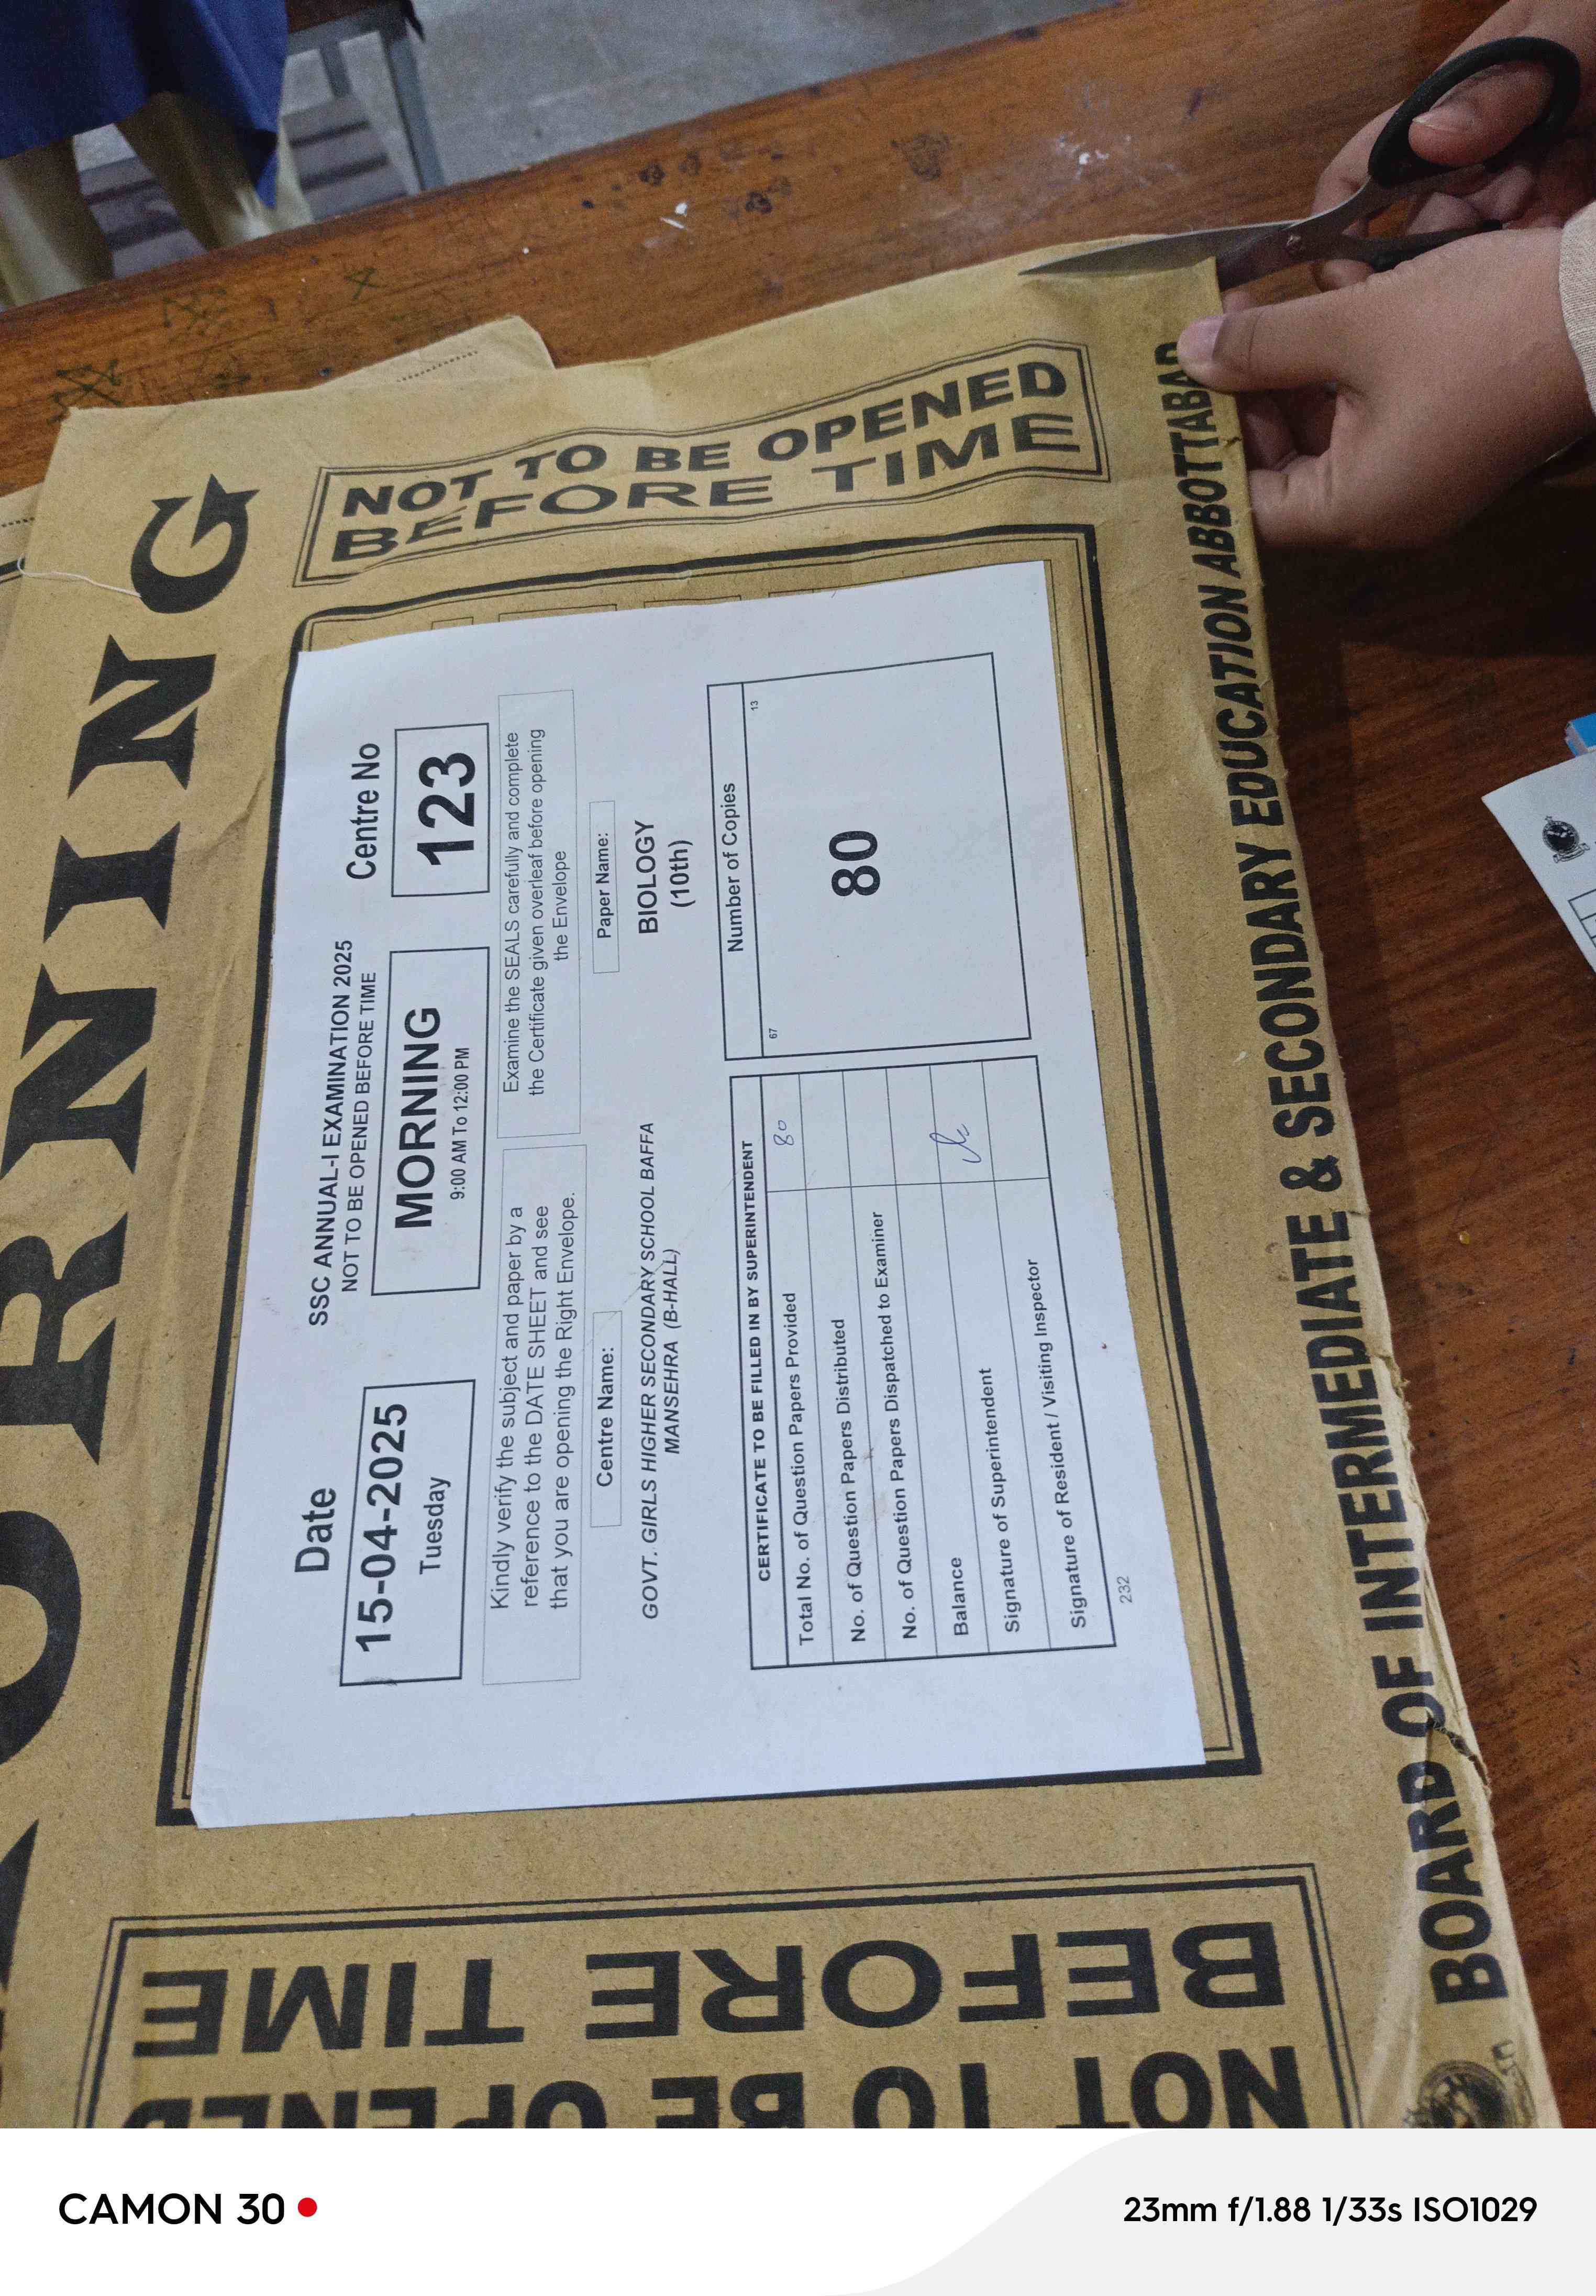 MORNING
NOT TO BE OPENED
BEFORE TIME
SSC ANNUAL-I EXAMINATION 2025
NOT TO BE OPENED BEFORE TIME
Date
15-04-2025
Tuesday
MORNING
9:00 AM To 12:00 PM
Centre No
123
Kindly verify the subject and paper by a
reference to the DATE SHEET and see
that you are opening the Right Envelope.
Examine the SEALS carefully and complete
the Certificate given overleaf before opening
the Envelope
Centre Name:
GOVT. GIRLS HIGHER SECONDARY SCHOOL BAFFA
MANSEHRA (B-HALL)
Paper Name:
BIOLOGY
(10th)
CERTIFICATE TO BE FILLED IN BY SUPERINTENDENT
Total No. of Question Papers Provided 80
No. of Question Papers Distributed
No. of Question Papers Dispatched to Examiner
Balance
Signature of Superintendent
Signature of Resident / Visiting Inspector
232
Number of Copies
67 13
80
BOARD OF INTERMEDIATE & SECONDARY EDUCATION ABBOTTABAD
NOT TO BE OPENED
BEFORE TIME
CAMON 30
23mm f/1.88 1/33s ISO1029